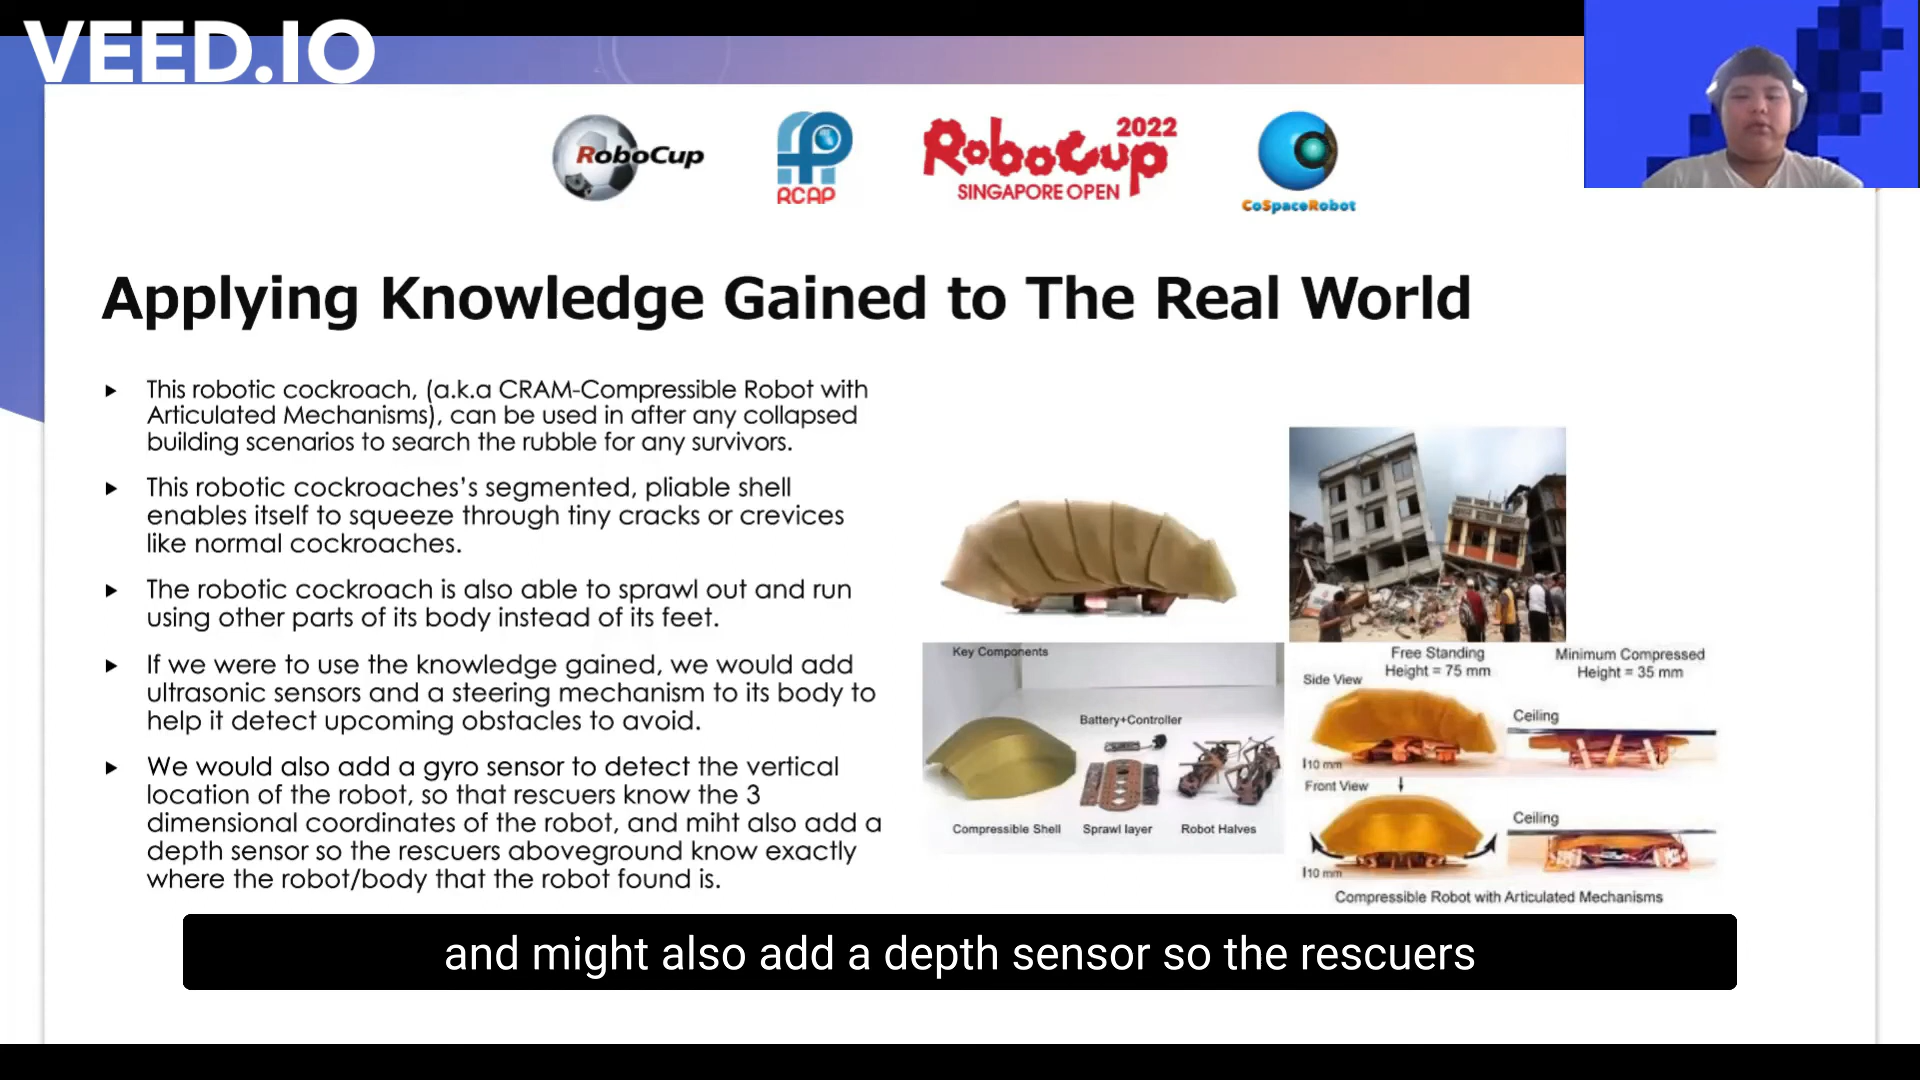 VEED.IO
RoboCup
RCAP
2022
RoboCup
SINGAPORE OPEN
CoSpaceRobot
Applying Knowledge Gained to The Real World
This robotic cockroach, (a.k.a CRAM-Compressible Robot with
Articulated Mechanisms), can be used in after any collapsed
building scenarios to search the rubble for any survivors.
This robotic cockroaches’s segmented, pliable shell
enables itself to squeeze through tiny cracks or crevices
like normal cockroaches.
The robotic cockroach is also able to sprawl out and run
using other parts of its body instead of its feet.
If we were to use the knowledge gained, we would add
ultrasonic sensors and a steering mechanism to its body to
help it detect upcoming obstacles to avoid.
We would also add a gyro sensor to detect the vertical
location of the robot, so that rescuers know the 3
dimensional coordinates of the robot, and miht also add a
depth sensor so the rescuers aboveground know exactly
where the robot/body that the robot found is.
Key Components
Battery+Controller
Compressible Shell
Sprawl layer
Robot Halves
Free Standing
Height = 75 mm
Minimum Compressed
Height = 35 mm
Side View
Ceiling
10 mm
Front View
Ceiling
10 mm
Compressible Robot with Articulated Mechanisms
and might also add a depth sensor so the rescuers